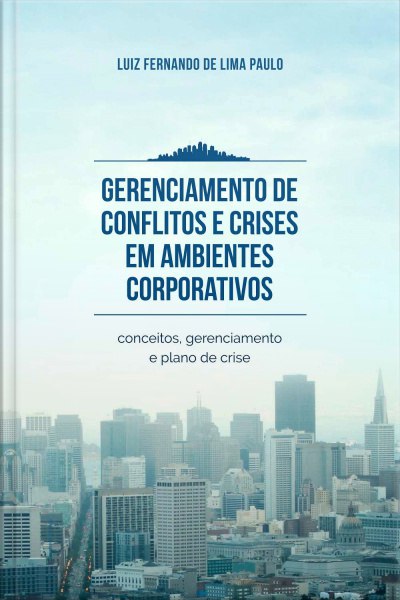 LUIZ FERNANDO DE LIMA PAULO
GERENCIAMENTO DE
CONFLITOS E CRISES
EM AMBIENTES
CORPORATIVOS
conceitos, gerenciamento
e plano de crise